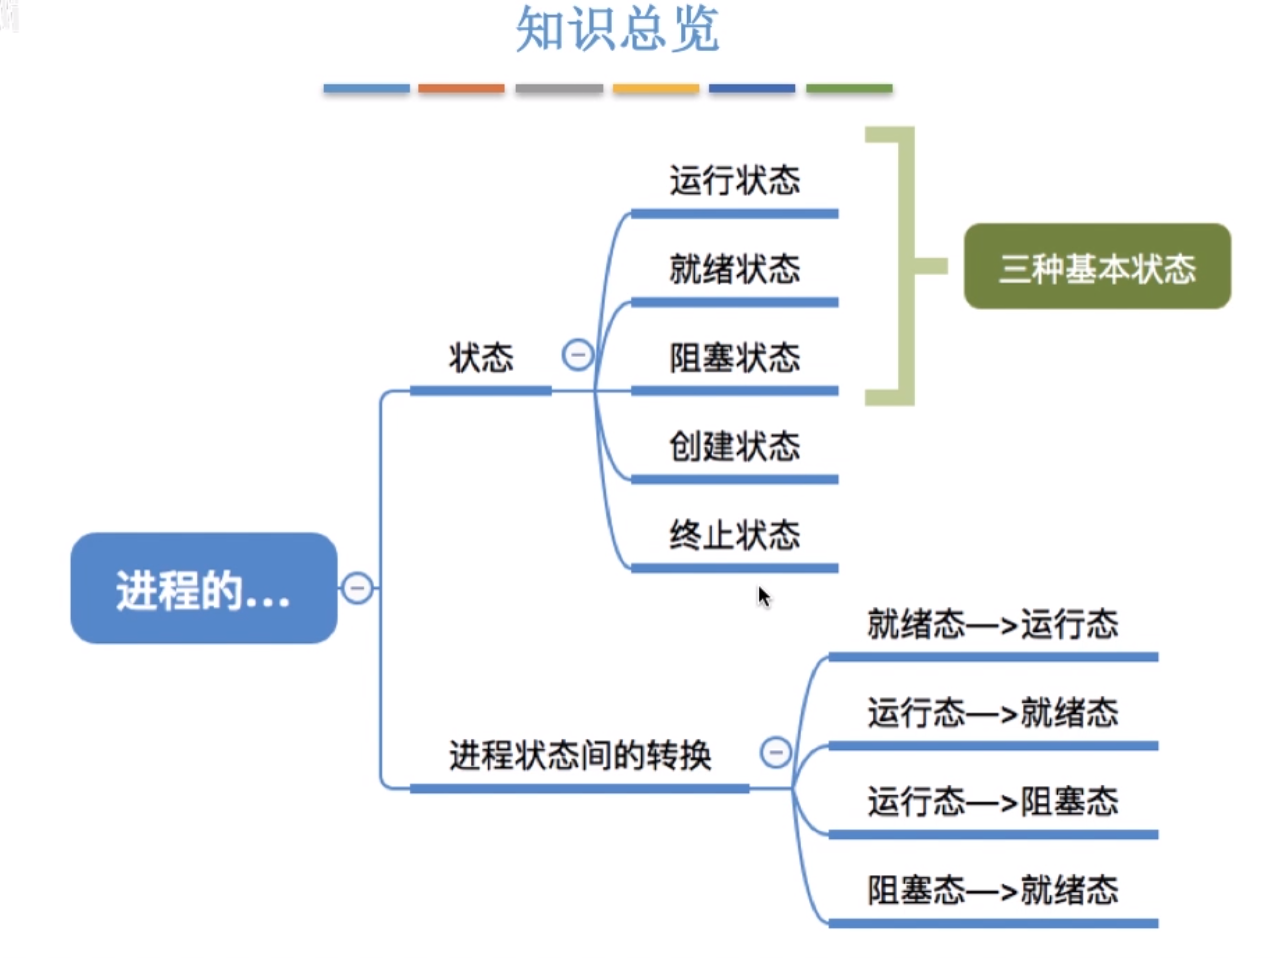 知识总览
运行状态
就绪状态
阻塞状态
创建状态
终止状态
三种基本状态
状态
进程的...
进程状态间的转换
就绪态—>运行态
运行态—>就绪态
运行态—>阻塞态
阻塞态—>就绪态